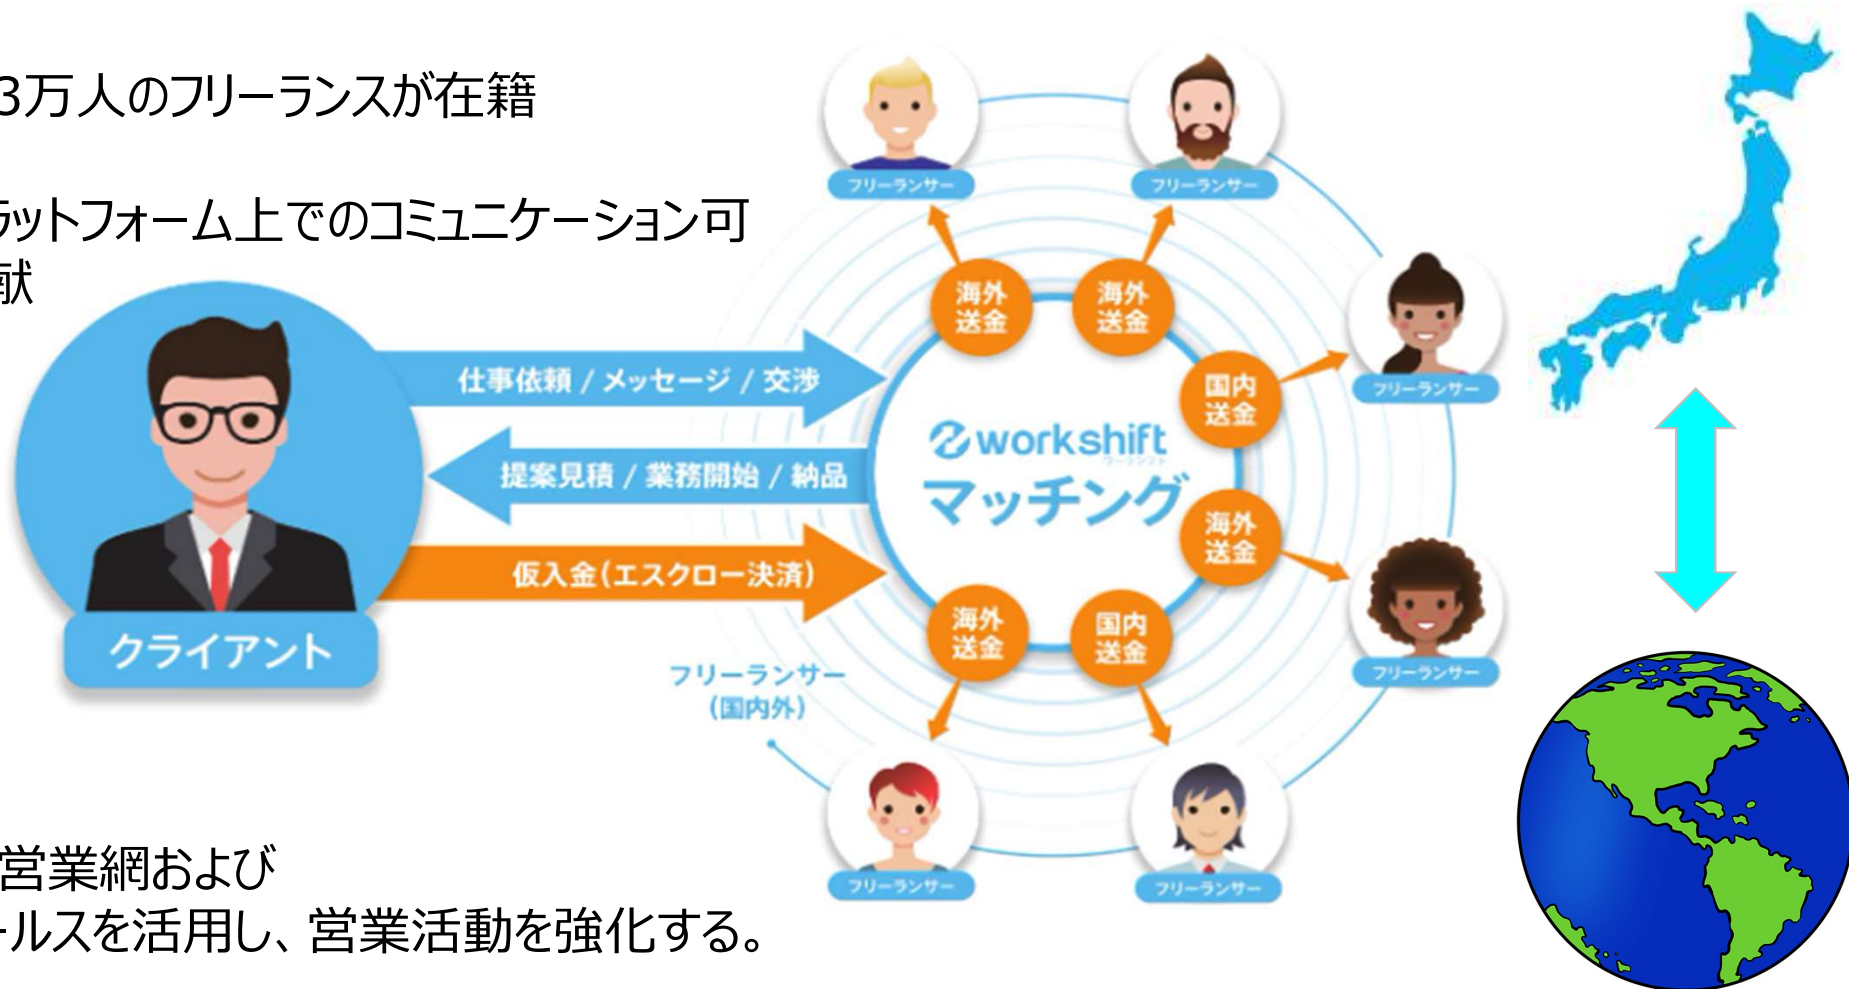 3万人のフリーランスが在籍
ラットフォーム上でのコミュニケーション可
献
フリーランサー
フリーランサー
海外
送金
海外
送金
仕事依頼 / メッセージ / 交渉
国内
送金
フリーランサー
workshift
ワークシフト
マッチング
提案見積 / 業務開始 / 納品
海外
送金
仮入金(エスクロー決済)
クライアント
海外
送金
国内
送金
フリーランサー
フリーランサー
(国内外)
フリーランサー
フリーランサー
営業網および
ールスを活用し、営業活動を強化する。